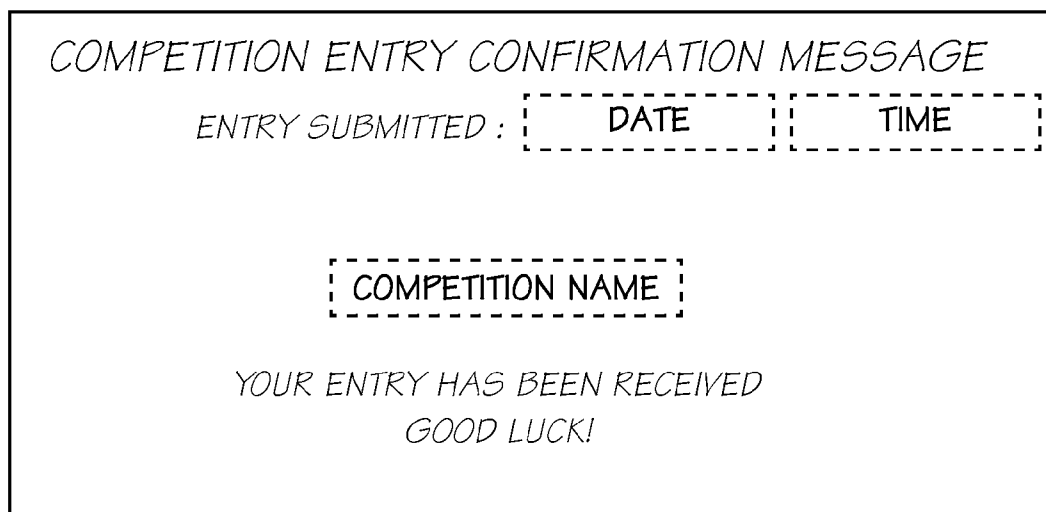 COMPETITION ENTRY CONFIRMATION MESSAGE
ENTRY SUBMITTED : DATE TIME
COMPETITION NAME
YOUR ENTRY HAS BEEN RECEIVED
GOOD LUCK!